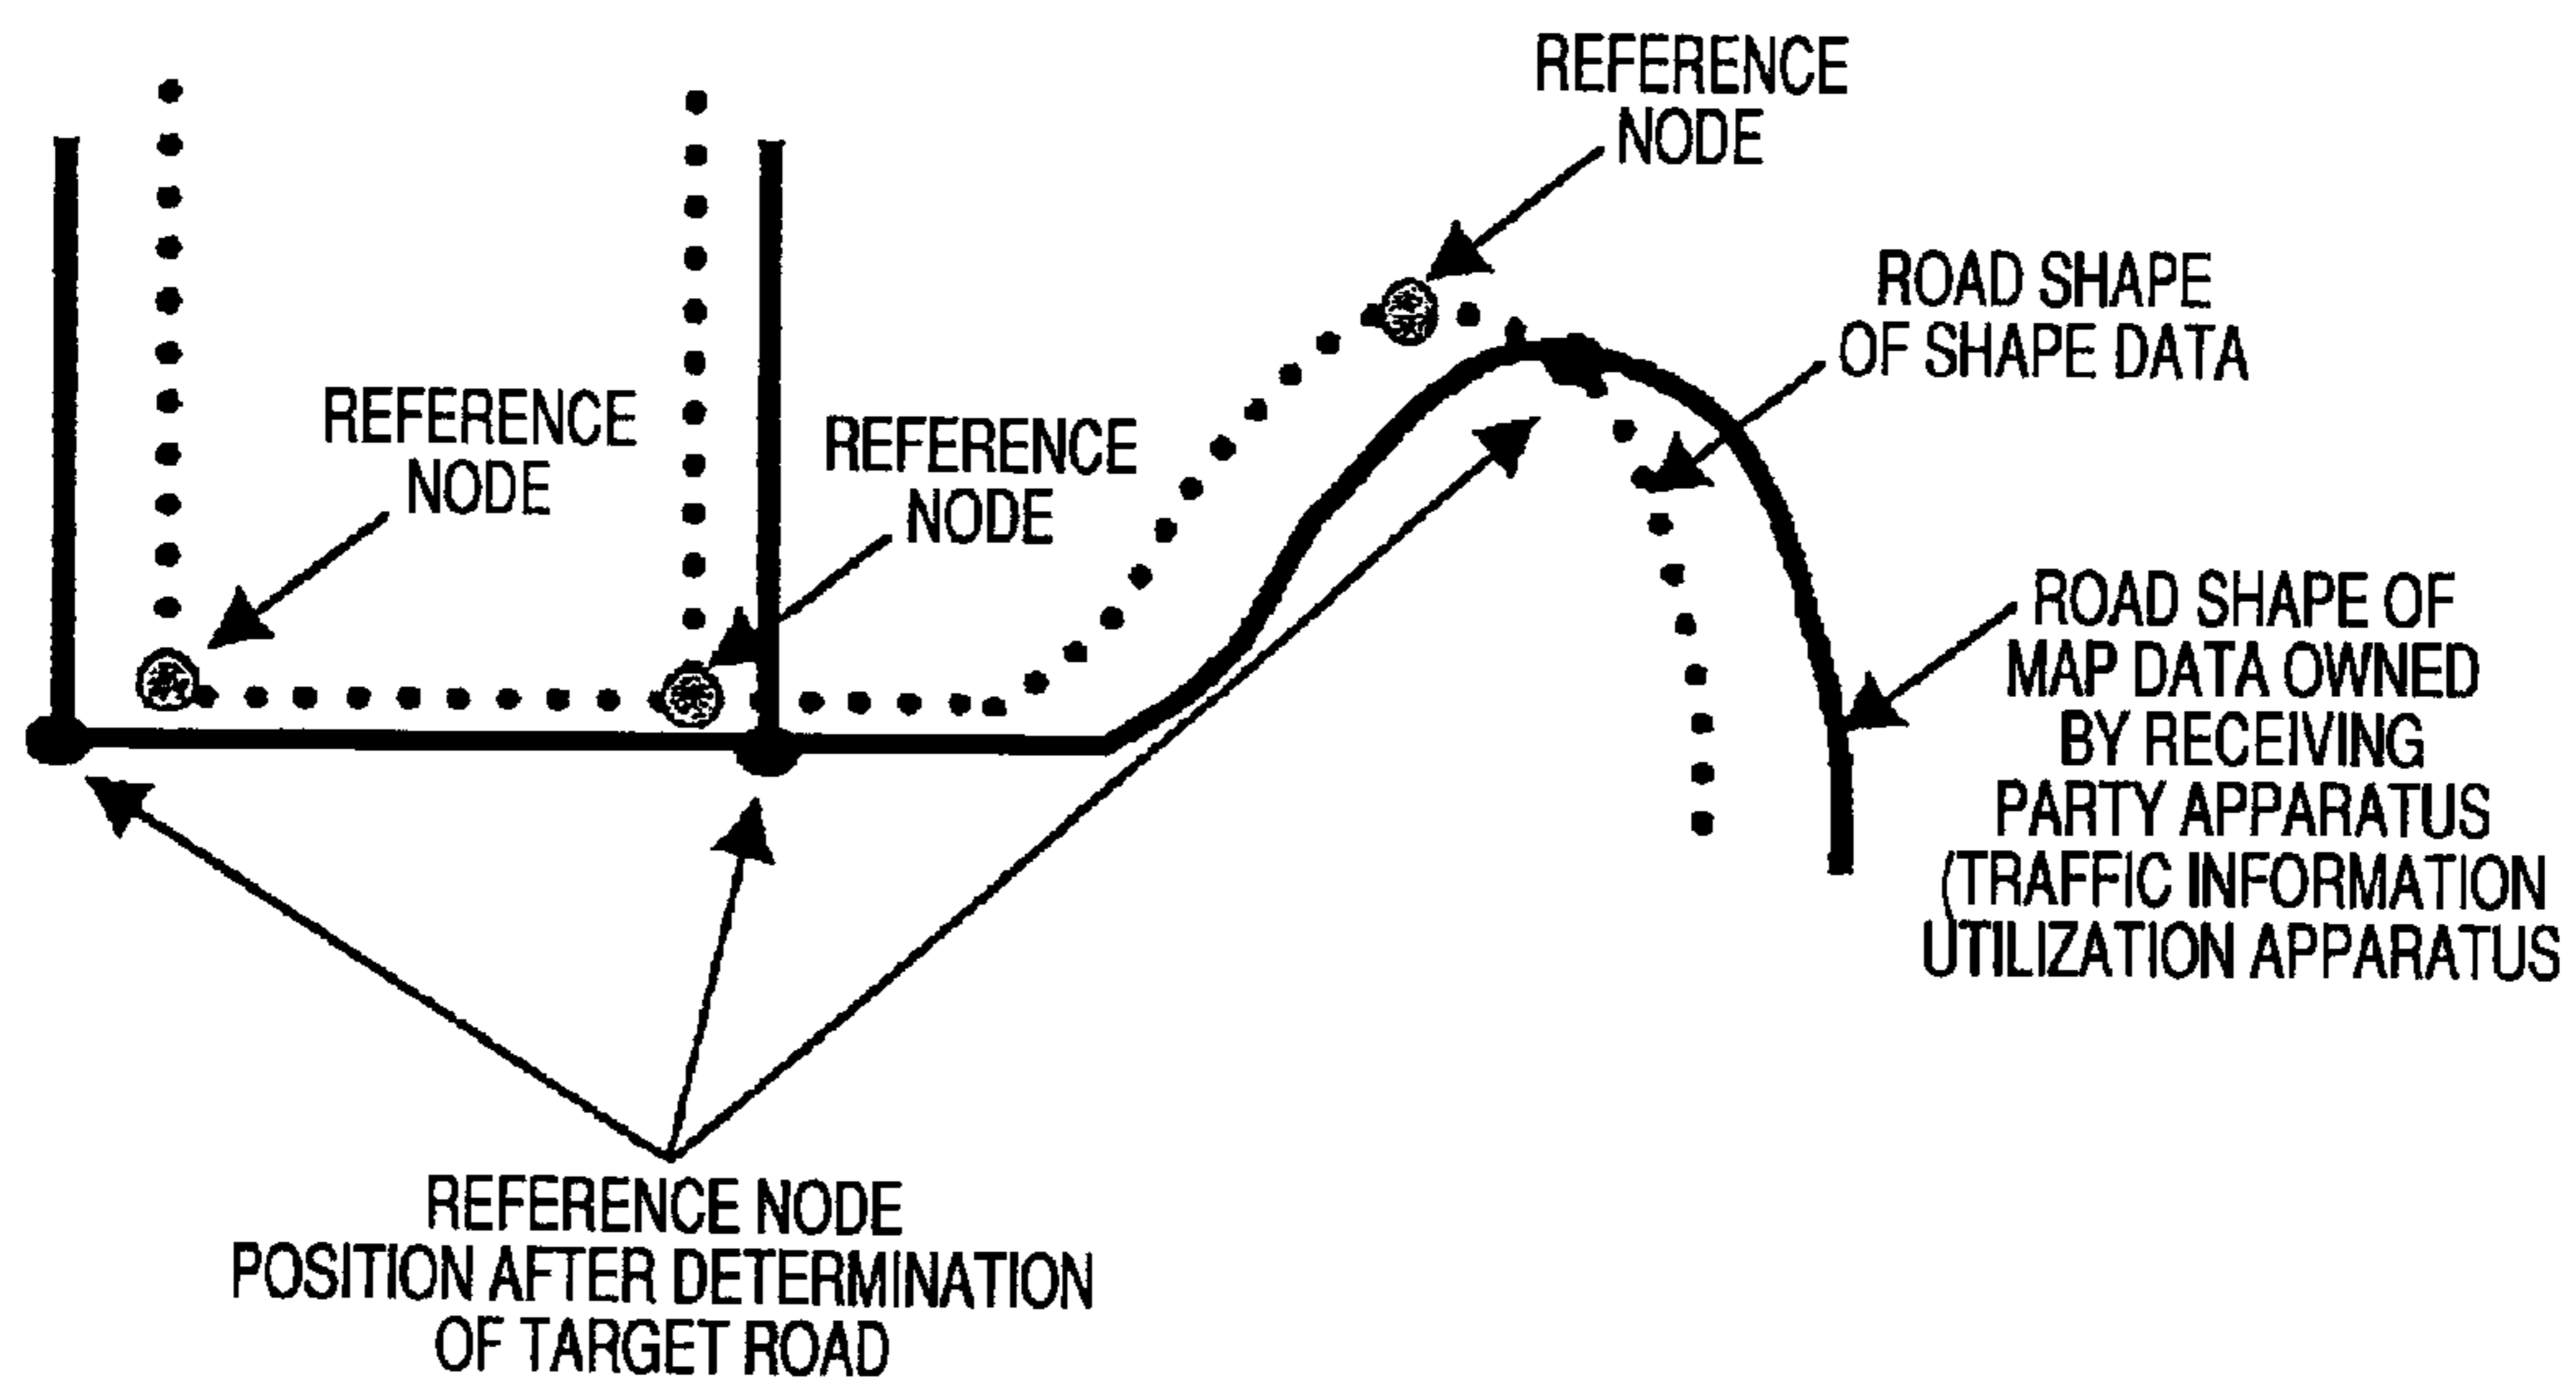 REFERENCE
NODE
ROAD SHAPE
OF SHAPE DATA
REFERENCE
NODE
REFERENCE
NODE
ROAD SHAPE OF
MAP DATA OWNED
BY RECEIVING
PARTY APPARATUS
(TRAFFIC INFORMATION
UTILIZATION APPARATUS
REFERENCE NODE
POSITION AFTER DETERMINATION
OF TARGET ROAD